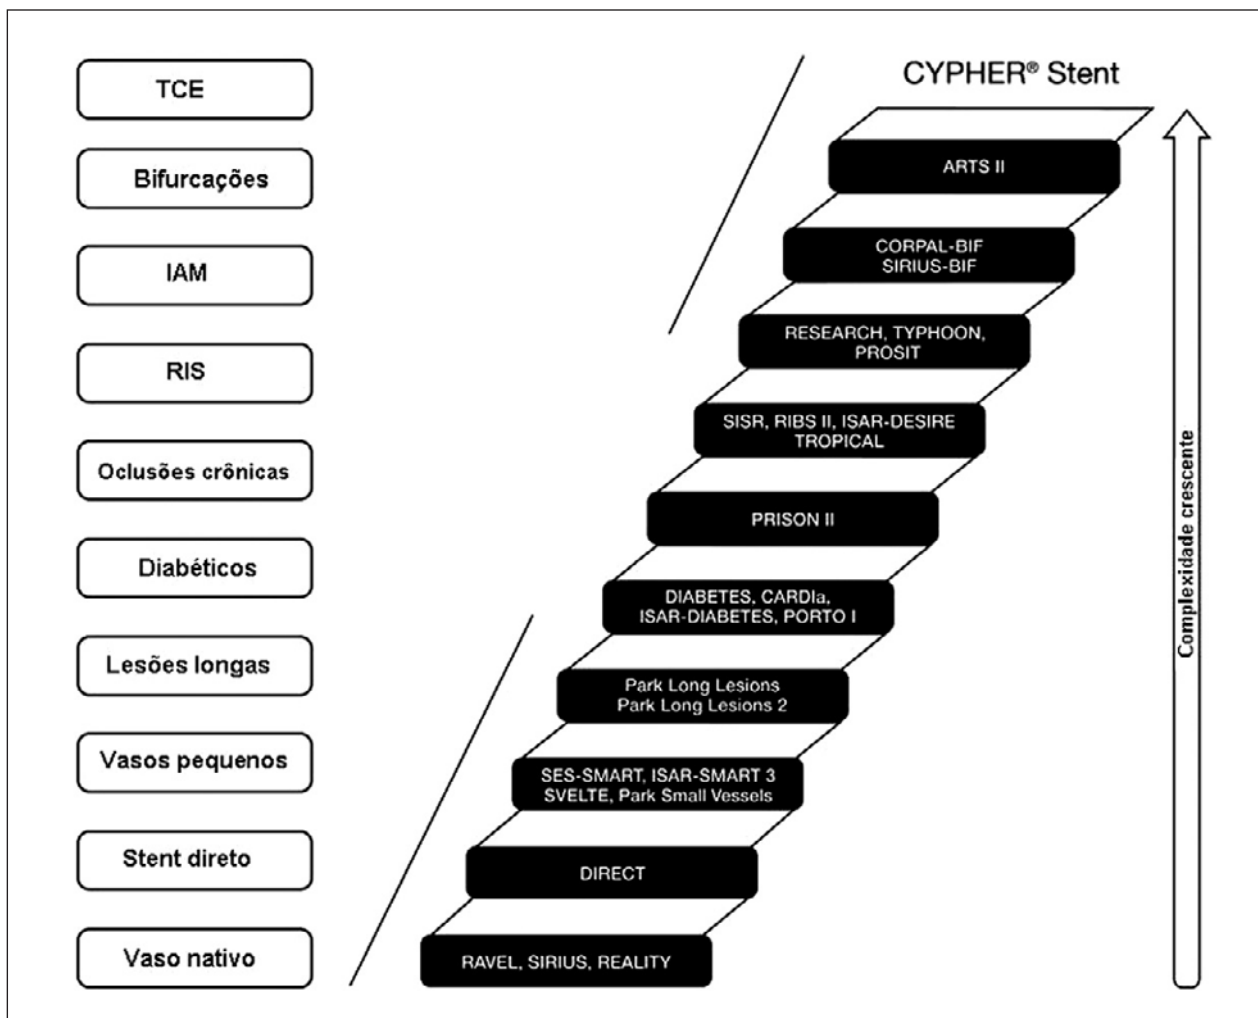 TCE
Bifurcações
IAM
RIS
Oclusões crônicas
Diabéticos
Lesões longas
Vasos pequenos
Stent direto
Vaso nativo
CYPHER® Stent
ARTS II
CORPAL-BIF
SIRIUS-BIF
RESEARCH, TYPHOON,
PROSIT
SISR, RIBS II, ISAR-DESIRE
TROPICAL
PRISON II
DIABETES, CARDIa,
ISAR-DIABETES, PORTO I
Park Long Lesions
Park Long Lesions 2
SES-SMART, ISAR-SMART 3
SVELTE, Park Small Vessels
DIRECT
RAVEL, SIRIUS, REALITY
Complexidade crescente